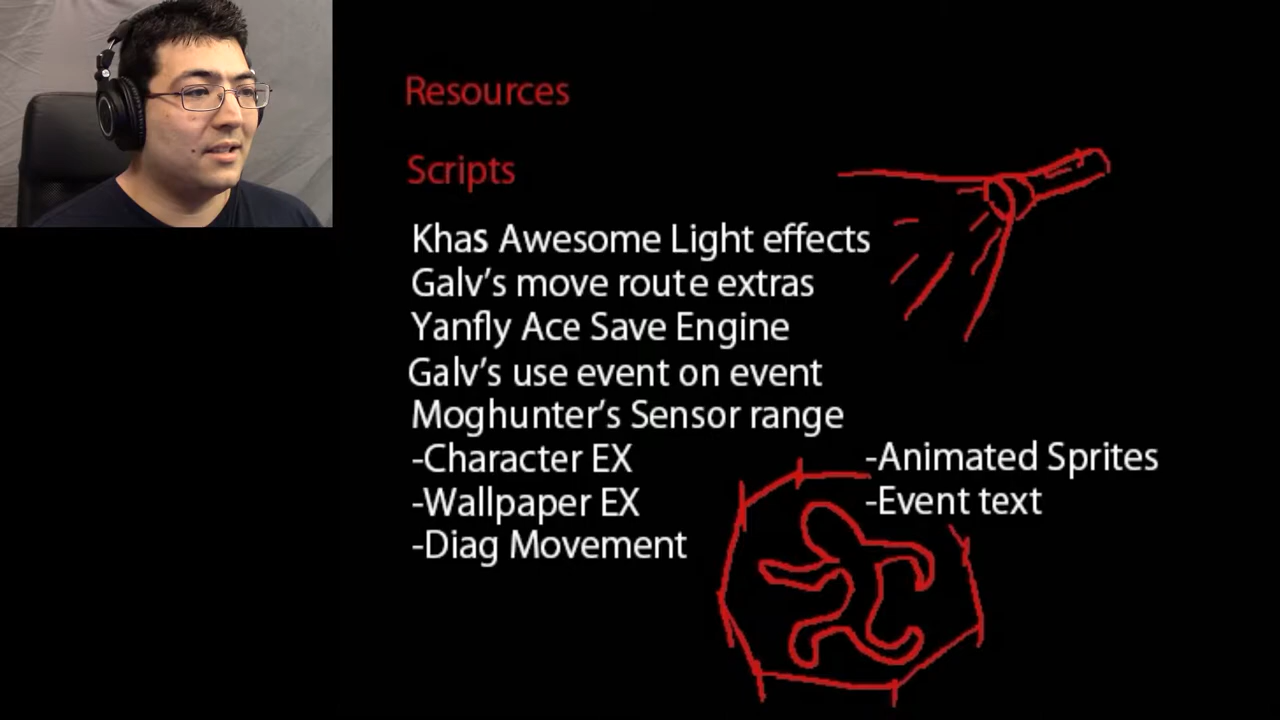 Resources
Scripts
Khas Awesome Light effects
Galv's move route extras
Yanfly Ace Save Engine
Galv's use event on event
Moghunter's Sensor range
-Character EX
-Animated Sprites
-Wallpaper EX
-Event text
-Diag Movement